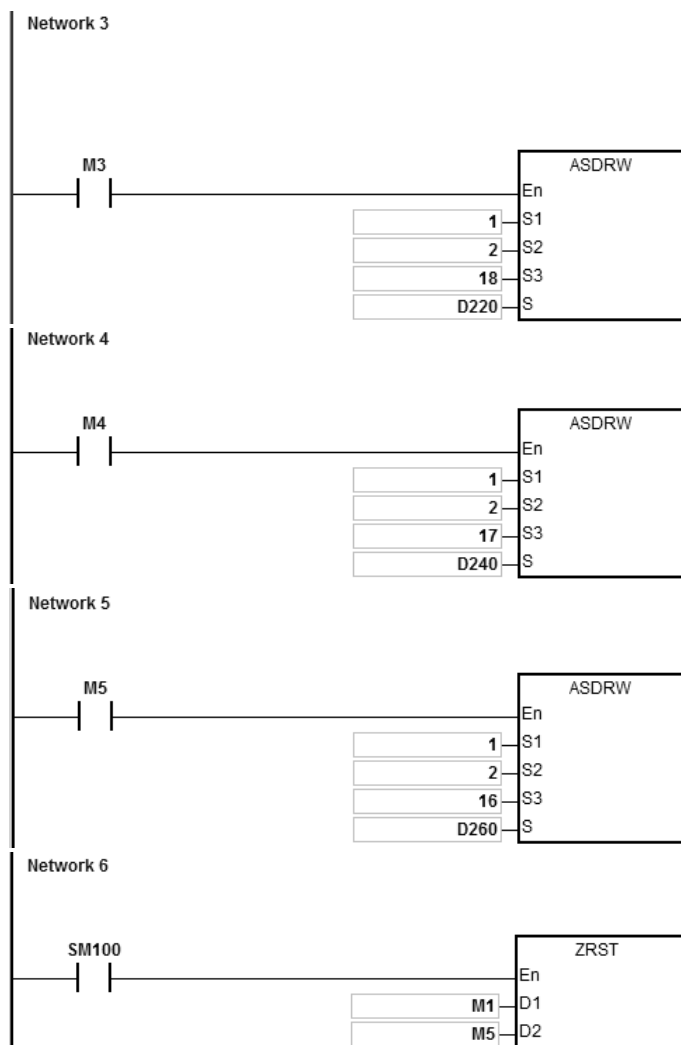 Network 3
M3
ASDRW
En
1 S1
2 S2
18 S3
D220 S
Network 4
M4
ASDRW
En
1 S1
2 S2
17 S3
D240 S
Network 5
M5
ASDRW
En
1 S1
2 S2
16 S3
D260 S
Network 6
SM100
ZRST
En
M1 D1
M5 D2